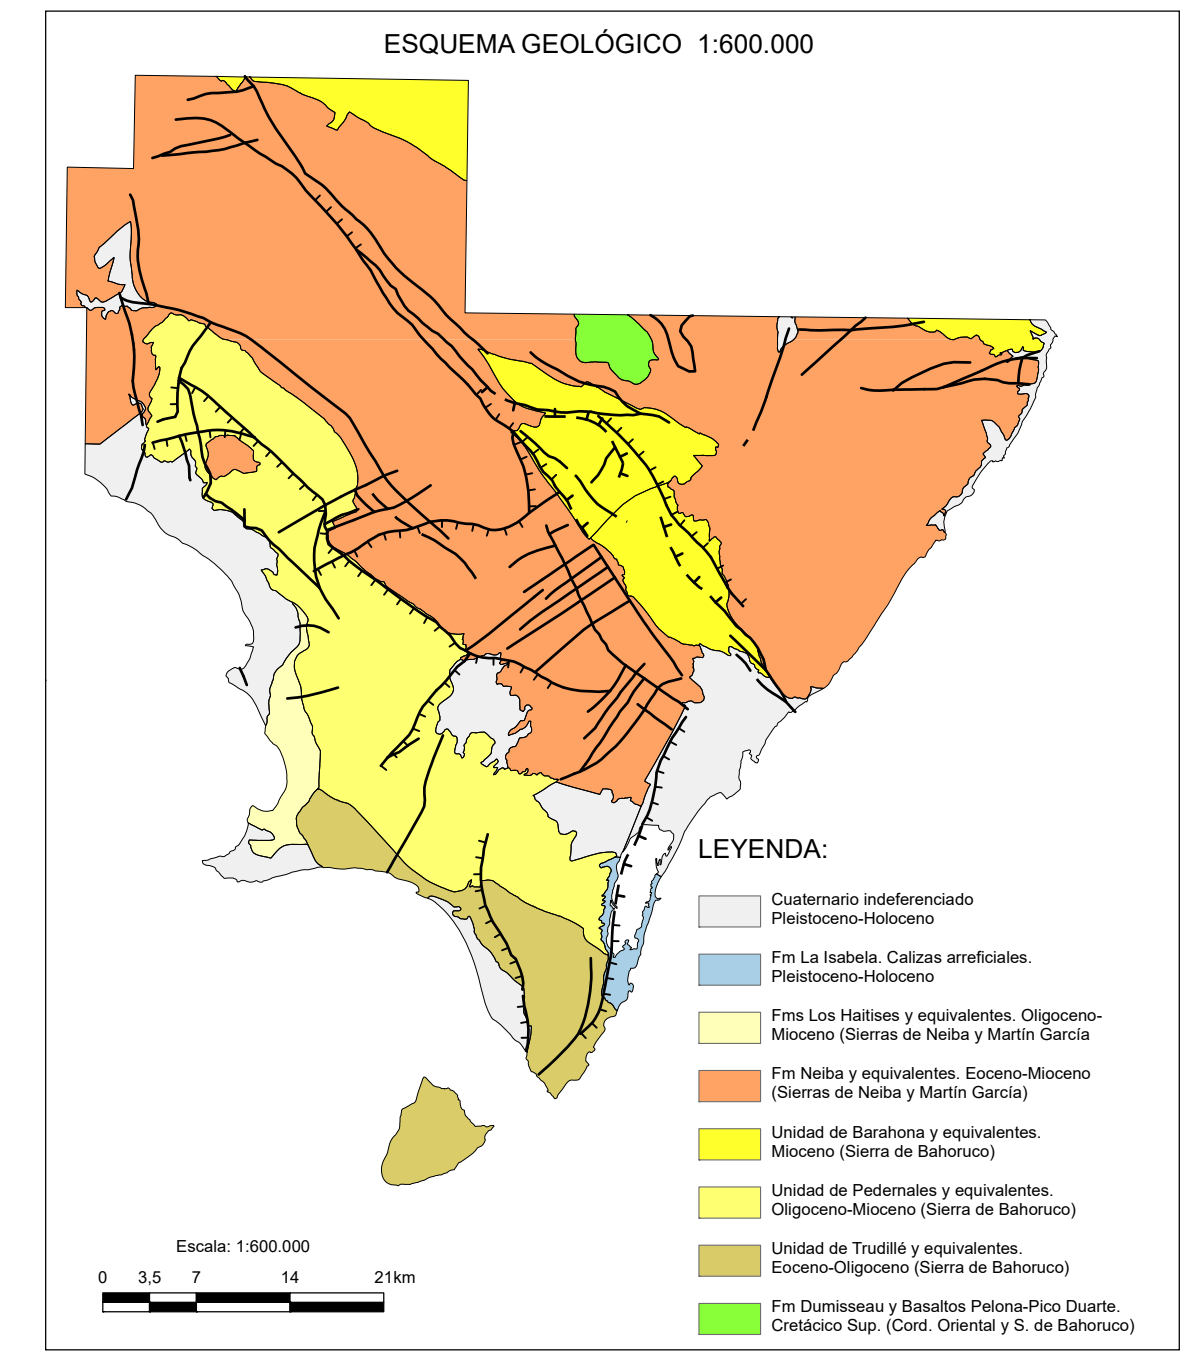 ESQUEMA GEOLÓGICO 1:600.000
LEYENDA:
Cuaternario indeferenciado
Pleistoceno-Holoceno
Fm La Isabela. Calizas arreficiales.
Pleistoceno-Holoceno
Fms Los Haitises y equivalentes. Oligoceno-
Mioceno (Sierras de Neiba y Martín García
Fm Neiba y equivalentes. Eoceno-Mioceno
(Sierras de Neiba y Martín García)
Unidad de Barahona y equivalentes.
Mioceno (Sierra de Bahoruco)
Unidad de Pedernales y equivalentes.
Oligoceno-Mioceno (Sierra de Bahoruco)
Unidad de Trudillé y equivalentes.
Eoceno-Oligoceno (Sierra de Bahoruco)
Fm Dumisseau y Basaltos Pelona-Pico Duarte.
Cretácico Sup. (Cord. Oriental y S. de Bahoruco)
Escala: 1:600.000
0 3,5 7 14 21km